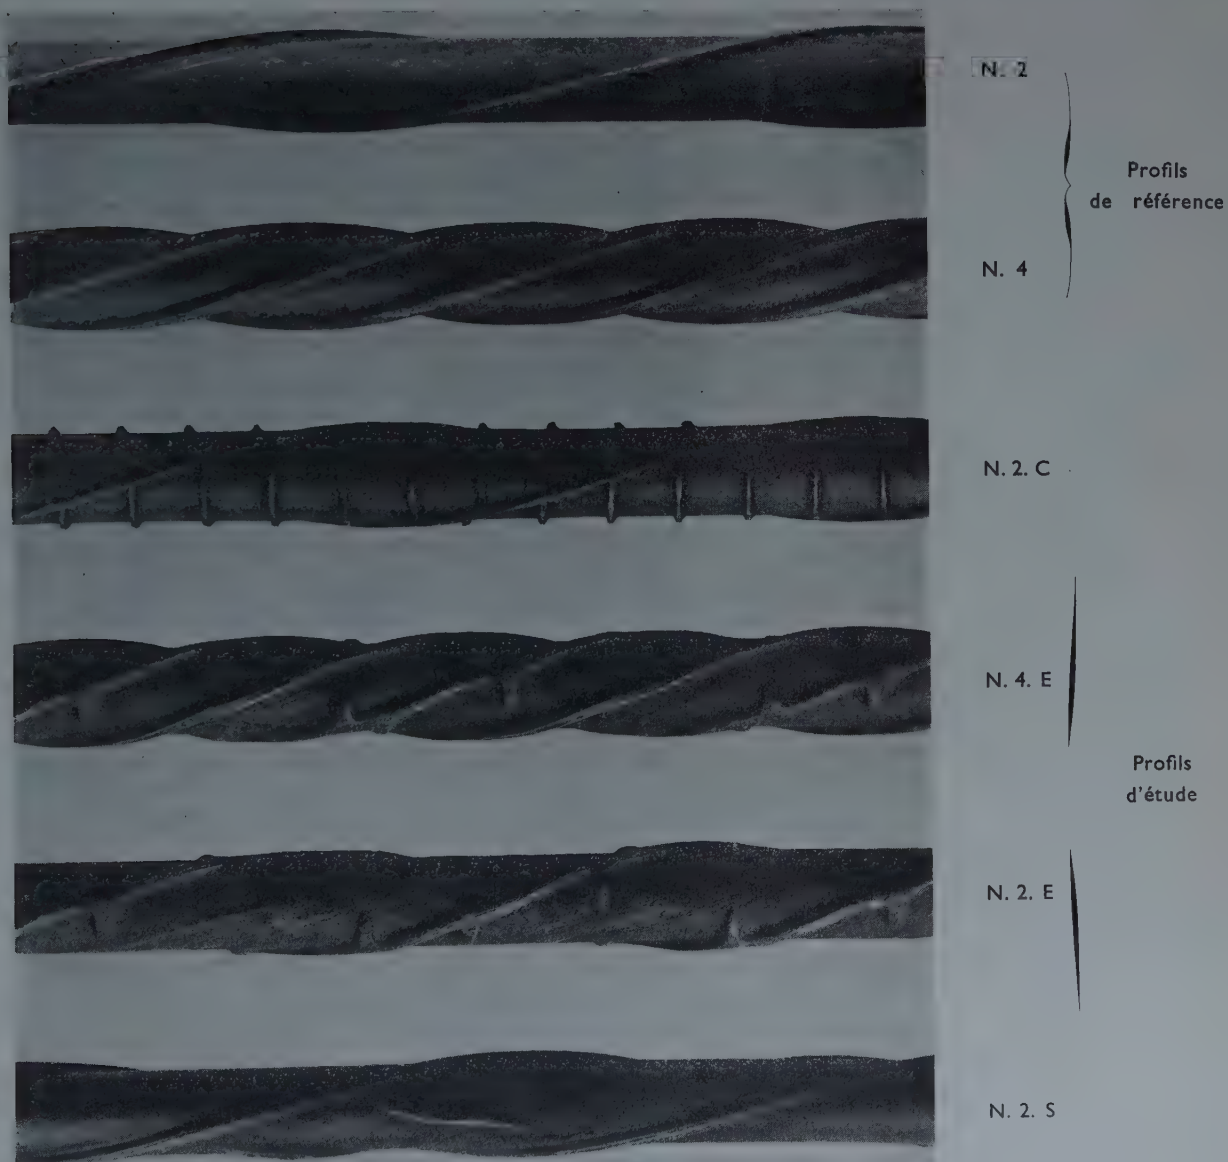 N. 2
Profils
de référence
N. 4
N. 2. C
N. 4. E
Profils
d'étude
N. 2. E
N. 2. S